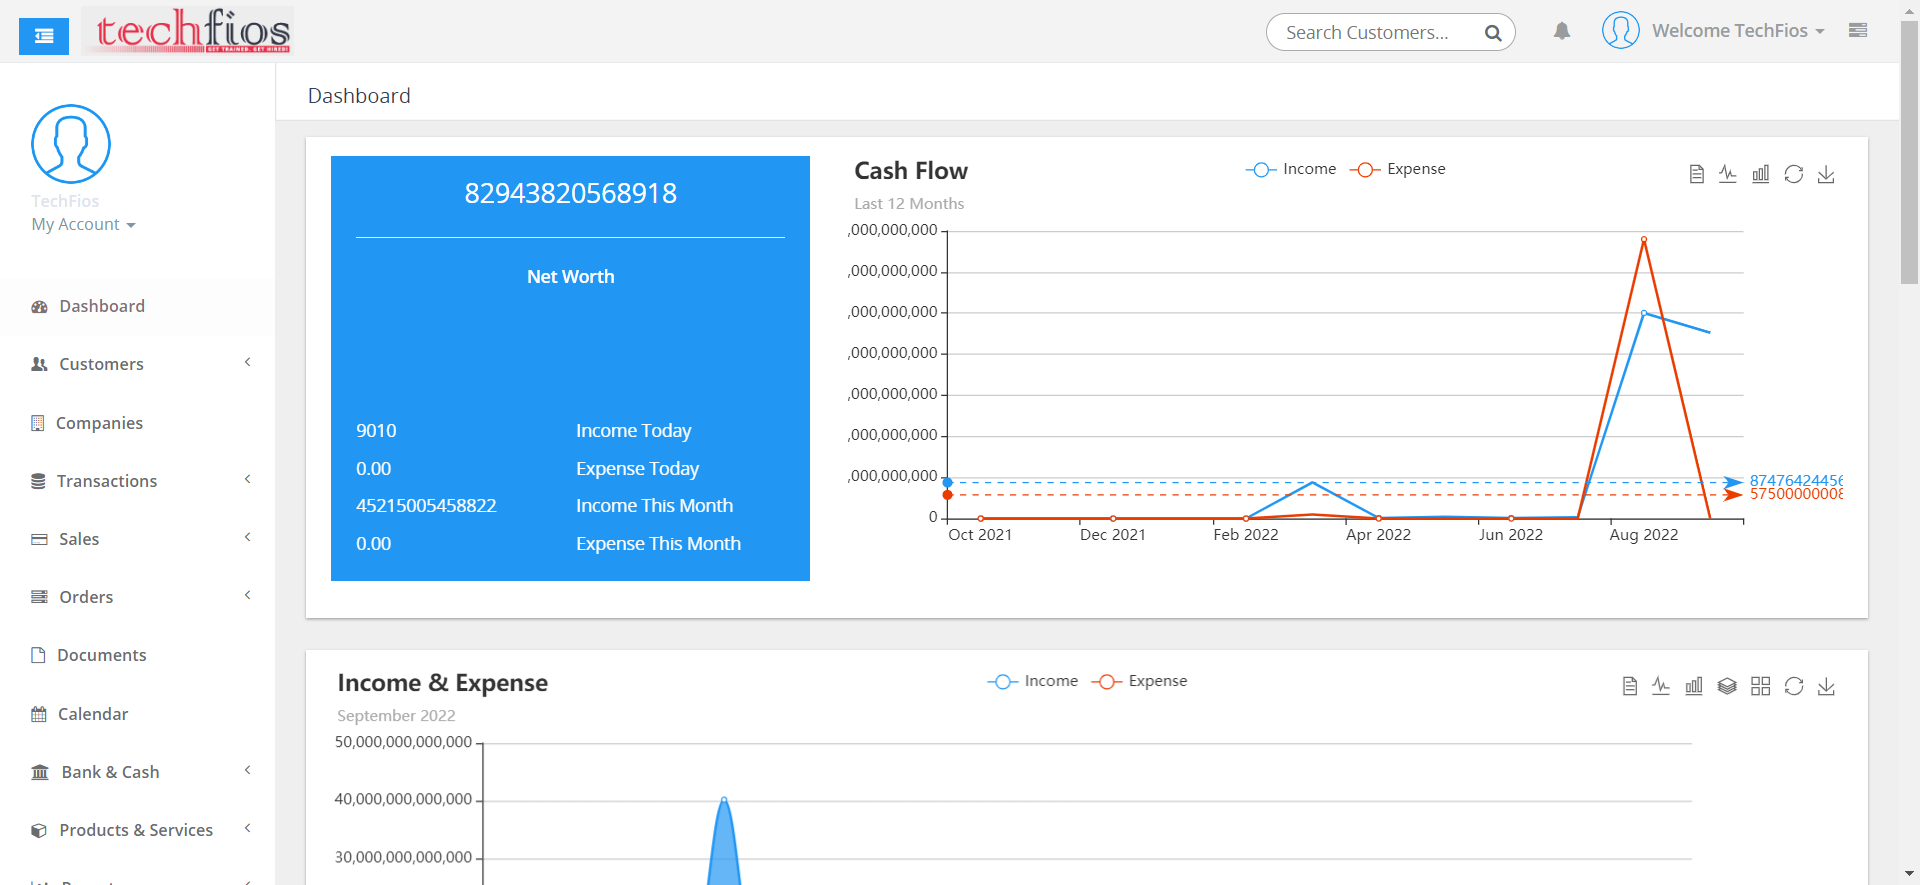 techfios
GET TRAINED. GET HIRED!
Search Customers...
Welcome TechFios
TechFios
My Account
Dashboard
Customers
Companies
Transactions
Sales
Orders
Documents
Calendar
Bank & Cash
Products & Services
Dashboard
82943820568918
Net Worth
9010 Income Today
0.00 Expense Today
45215005458822 Income This Month
0.00 Expense This Month
Cash Flow
Last 12 Months
Income Expense
,000,000,000
,000,000,000
,000,000,000
,000,000,000
,000,000,000
,000,000,000
,000,000,000
0
87476424456
57500000008
Oct 2021 Dec 2021 Feb 2022 Apr 2022 Jun 2022 Aug 2022
Income & Expense
September 2022
Income Expense
50,000,000,000,000
40,000,000,000,000
30,000,000,000,000